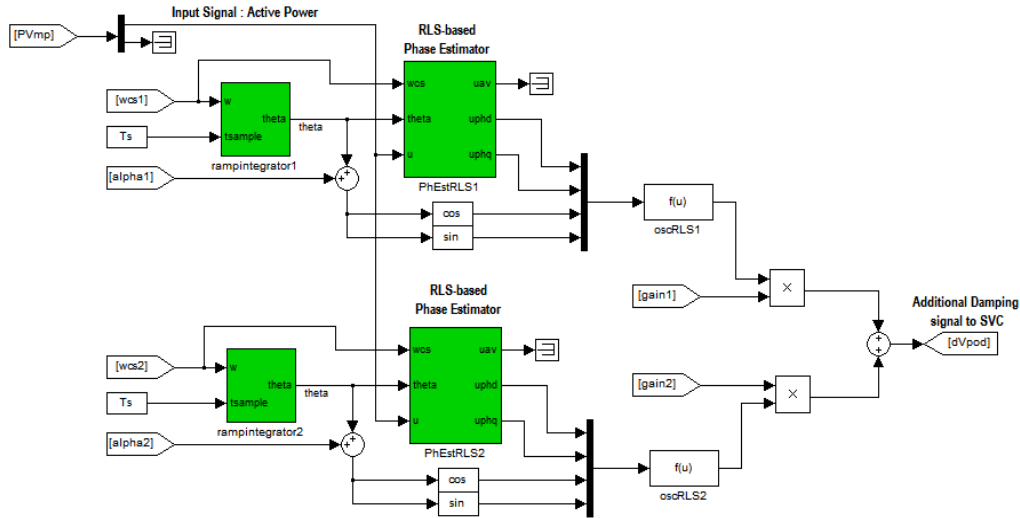 Input Signal : Active Power
[PVmp]
RLS-based
Phase Estimator
[wcs1]
w
theta
theta
Ts
tsample
rampintegrator1
[alpha1]
+
+
wcs
uav
theta
uphd
u
uphq
PhEstRLS1
cos
sin
f(u)
oscRLS1
[gain1]
×
Additional Damping
signal to SVC
+
+
[dVpod]
RLS-based
Phase Estimator
[wcs2]
w
theta
theta
Ts
tsample
rampintegrator2
[alpha2]
+
+
wcs
uav
theta
uphd
u
uphq
PhEstRLS2
cos
sin
f(u)
oscRLS2
[gain2]
×